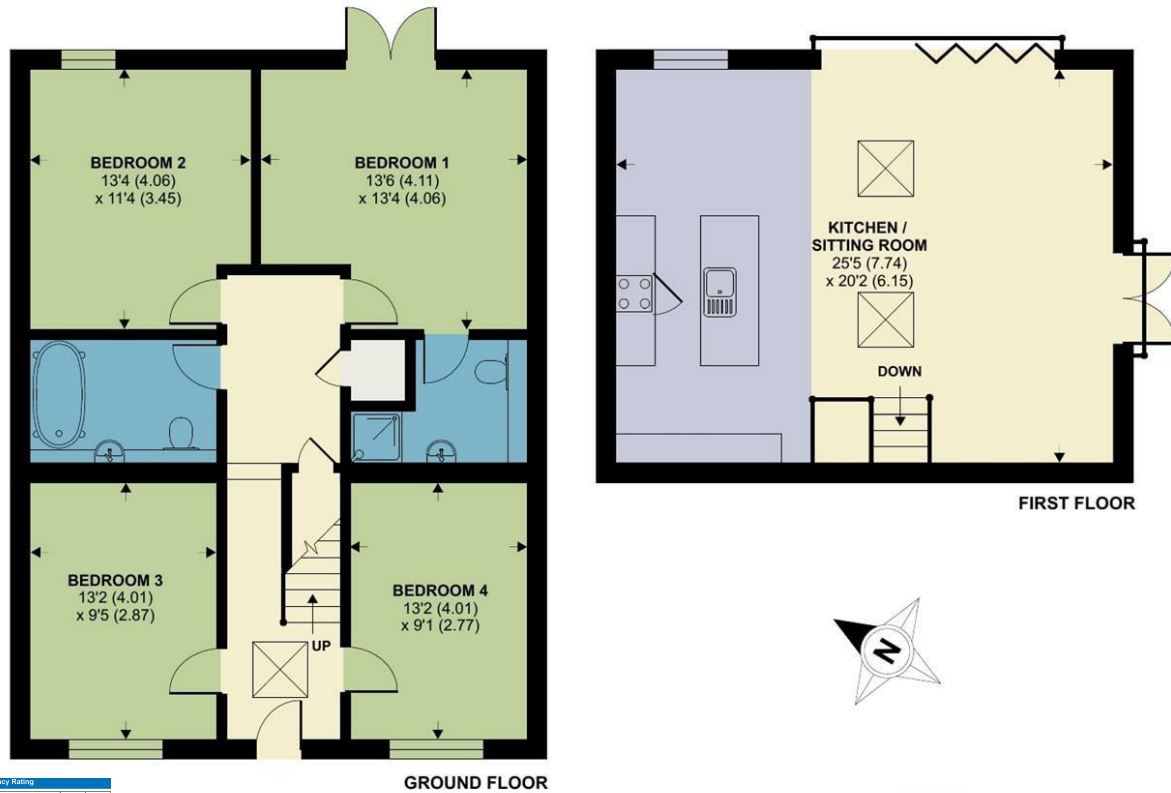 BEDROOM 2
13'4 (4.06)
x 11'4 (3.45)
BEDROOM 1
13'6 (4.11)
x 13'4 (4.06)
BEDROOM 3
13'2 (4.01)
x 9'5 (2.87)
BEDROOM 4
13'2 (4.01)
x 9'1 (2.77)
UP
GROUND FLOOR
KITCHEN /
SITTING ROOM
25'5 (7.74)
x 20'2 (6.15)
DOWN
FIRST FLOOR
N
Rating